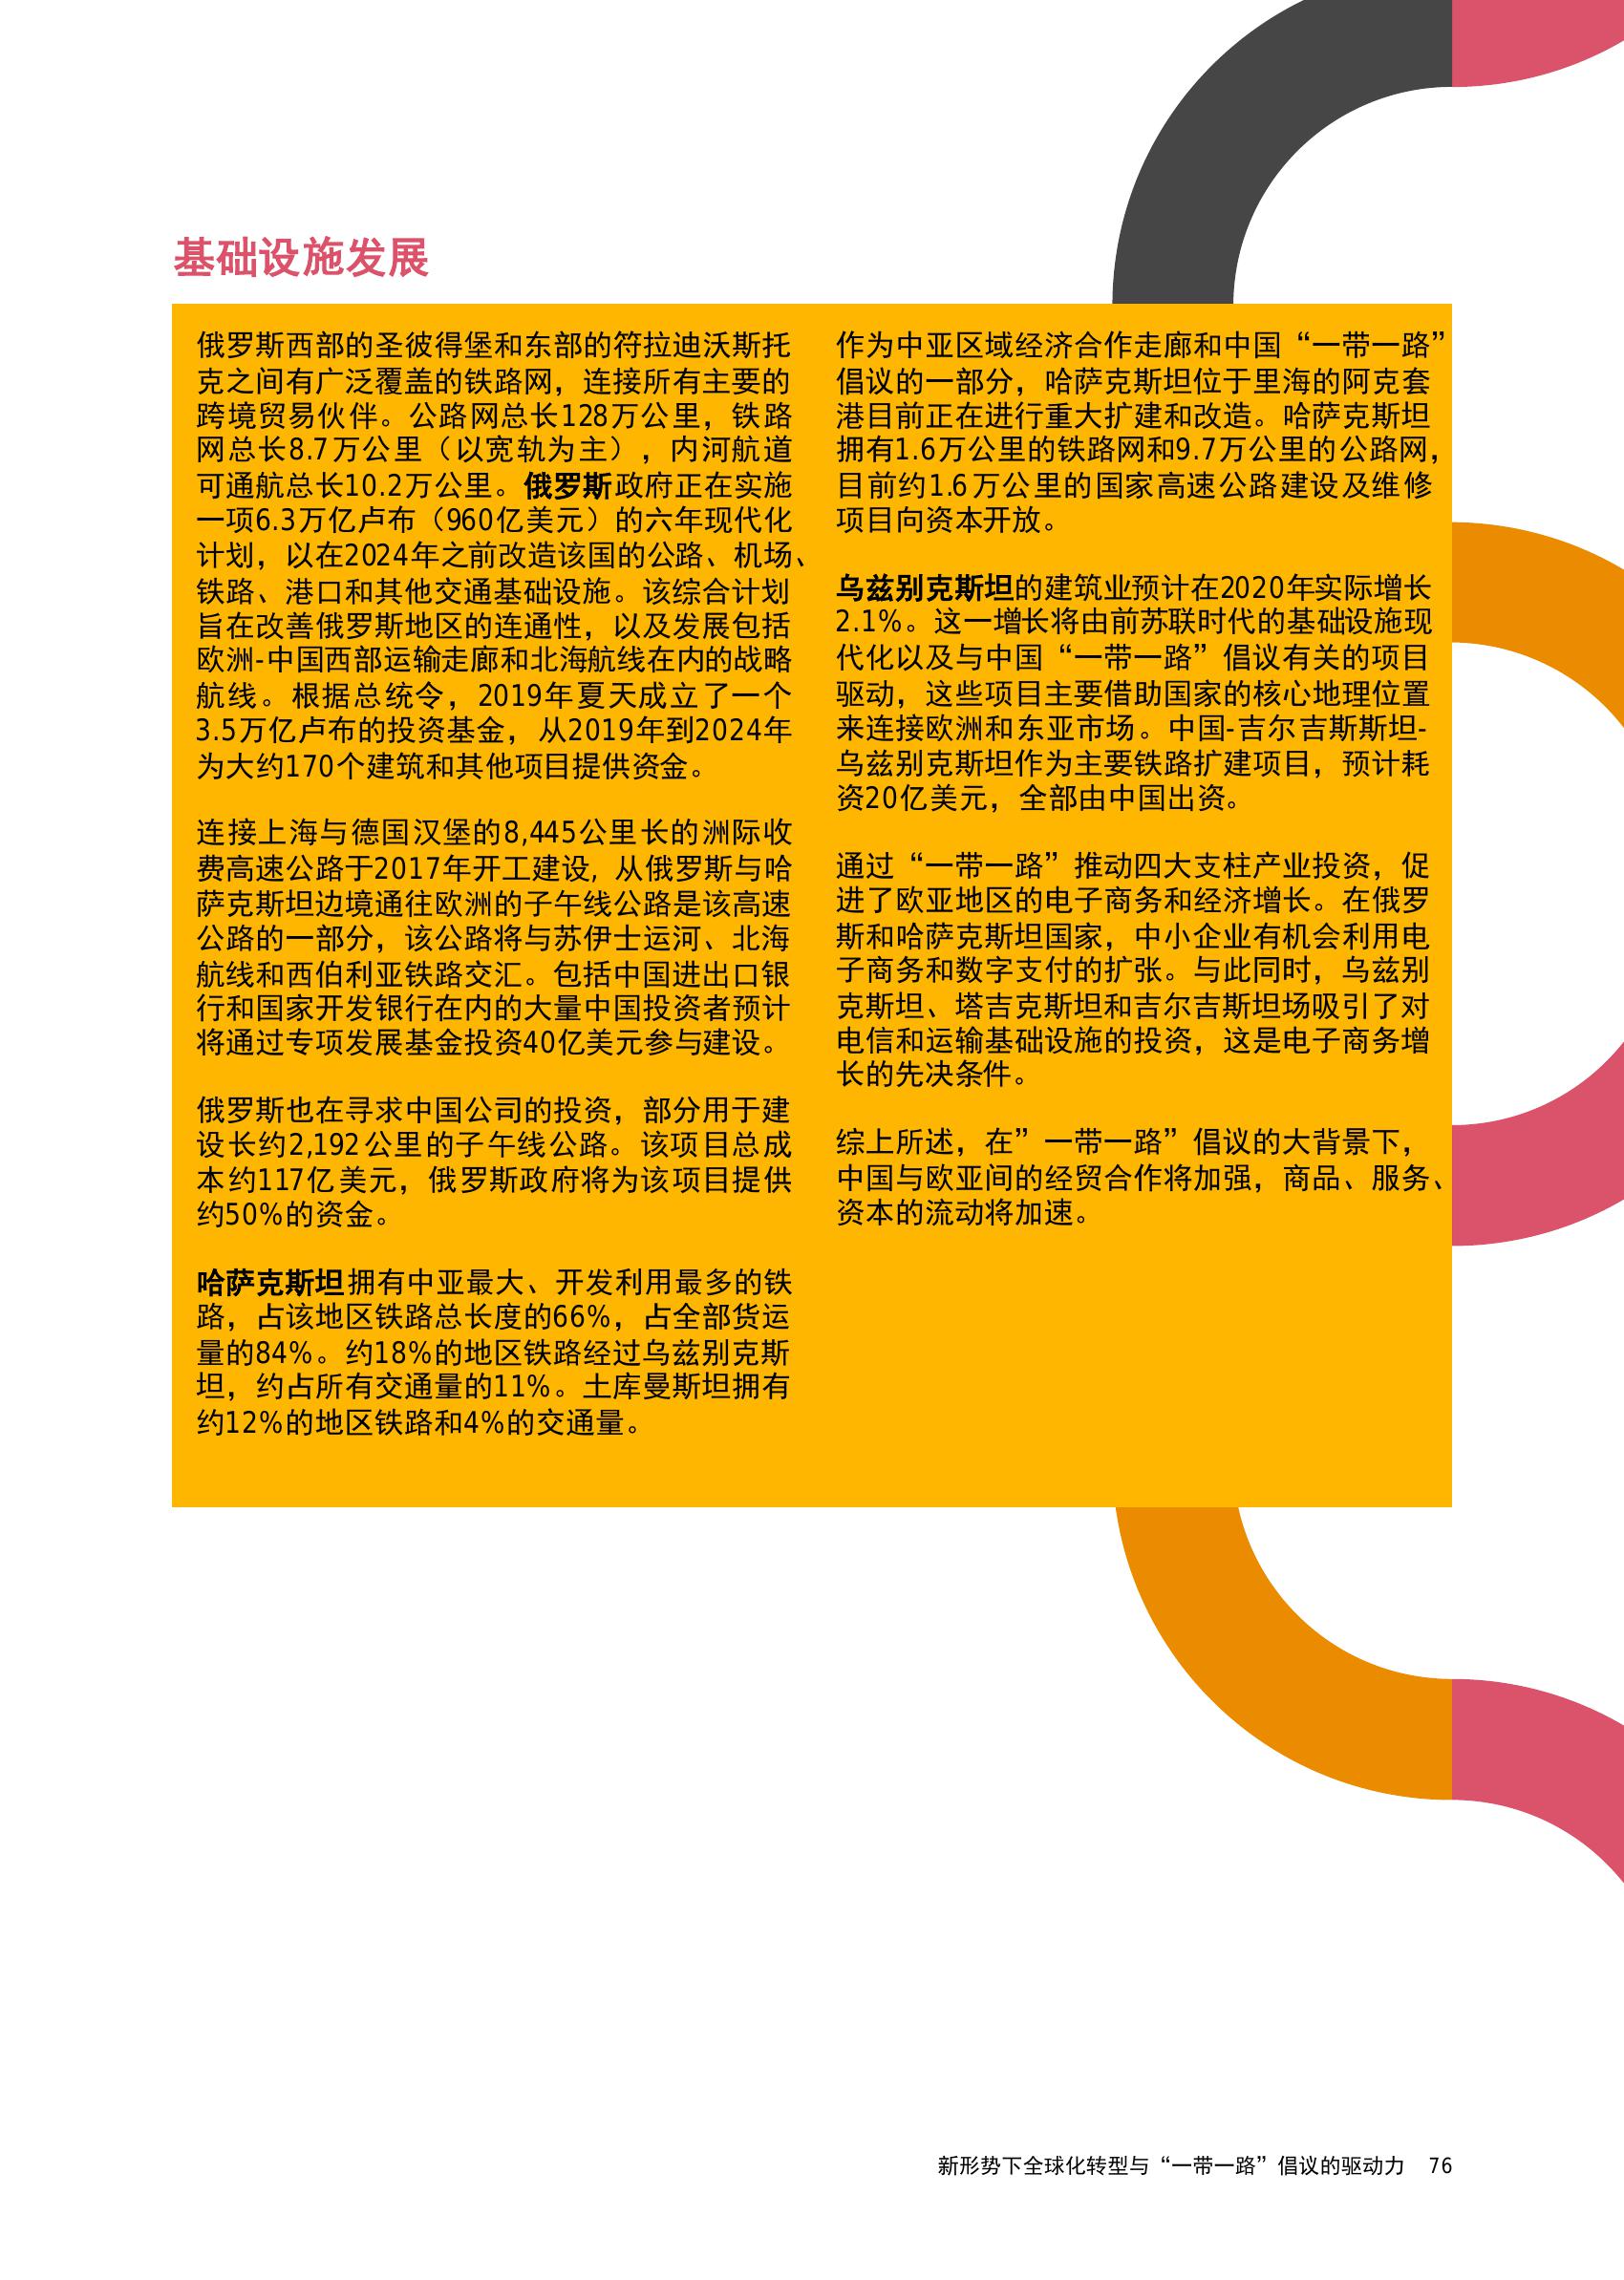 基础设施发展
俄罗斯西部的圣彼得堡和东部的符拉迪沃斯托
克之间有广泛覆盖的铁路网，连接所有主要的
跨境贸易伙伴。公路网总长128万公里，铁路
网总长8.7万公里（以宽轨为主），内河航道
可通航总长10.2万公里。俄罗斯政府正在实施
一项6.3万亿卢布（960亿美元）的六年现代化
计划，以在2024年之前改造该国的公路、机场、
铁路、港口和其他交通基础设施。该综合计划
旨在改善俄罗斯地区的连通性，以及发展包括
欧洲-中国西部运输走廊和北海航线在内的战略
航线。根据总统令，2019年夏天成立了一个
3.5万亿卢布的投资基金，从2019年到2024年
为大约170个建筑和其他项目提供资金。
连接上海与德国汉堡的8,445公里长的洲际收
费高速公路于2017年开工建设，从俄罗斯与哈
萨克斯坦边境通往欧洲的子午线公路是该高速
公路的一部分，该公路将与苏伊士运河、北海
航线和西伯利亚铁路交汇。包括中国进出口银
行和国家开发银行在内的大量中国投资者预计
将通过专项发展基金投资40亿美元参与建设。
俄罗斯也在寻求中国公司的投资，部分用于建
设长约2,192公里的子午线公路。该项目总成
本约117亿美元，俄罗斯政府将为该项目提供
约50%的资金。
哈萨克斯坦拥有中亚最大、开发利用最多的铁
路，占该地区铁路总长度的66%，占全部货运
量的84%。约18%的地区铁路经过乌兹别克斯
坦，约占所有交通量的11%。土库曼斯坦拥有
约12%的地区铁路和4%的交通量。
作为中亚区域经济合作走廊和中国“一带一路”
倡议的一部分，哈萨克斯坦位于里海的阿克套
港目前正在进行重大扩建和改造。哈萨克斯坦
拥有1.6万公里的铁路网和9.7万公里的公路网，
目前约1.6万公里的国家高速公路建设及维修
项目向资本开放。
乌兹别克斯坦的建筑业预计在2020年实际增长
2.1%。这一增长将由前苏联时代的基础设施现
代化以及与中国“一带一路”倡议有关的项目
驱动，这些项目主要借助国家的核心地理位置
来连接欧洲和东亚市场。中国-吉尔吉斯斯坦-
乌兹别克斯坦作为主要铁路扩建项目，预计耗
资20亿美元，全部由中国出资。
通过“一带一路”推动四大支柱产业投资，促
进了欧亚地区的电子商务和经济增长。在俄罗
斯和哈萨克斯坦国家，中小企业有机会利用电
子商务和数字支付的扩张。与此同时，乌兹别
克斯坦、塔吉克斯坦和吉尔吉斯坦场吸引了对
电信和运输基础设施的投资，这是电子商务增
长的先决条件。
综上所述，在”一带一路”倡议的大背景下，
中国与欧亚间的经贸合作将加强，商品、服务、
资本的流动将加速。
新形势下全球化转型与“一带一路”倡议的驱动力 76